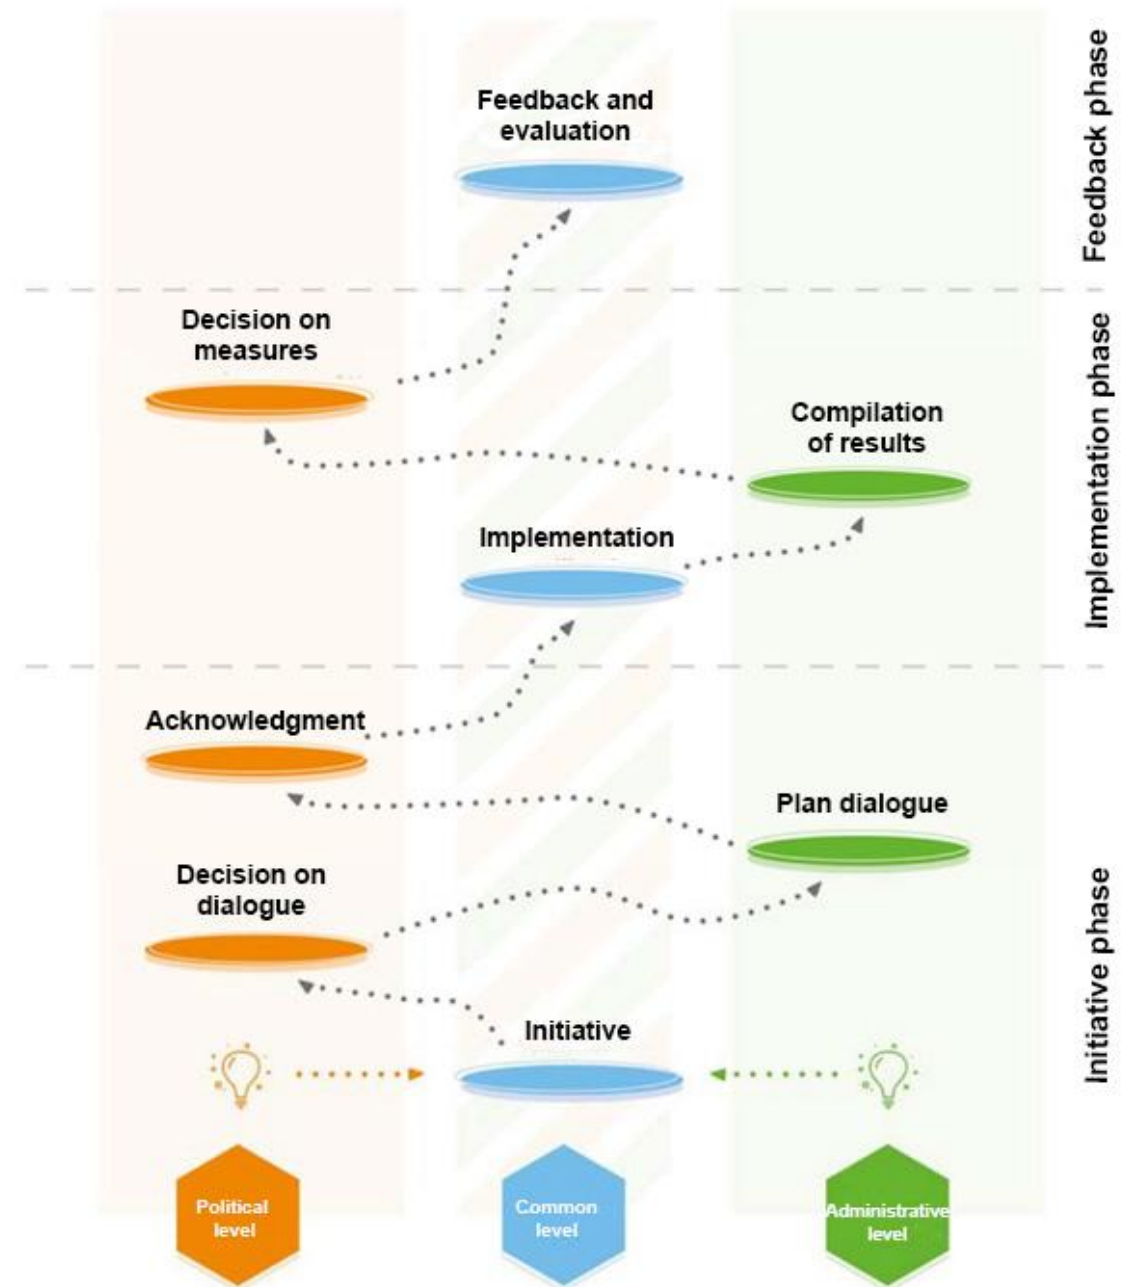 Feedback and
evaluation
Feedback phase
Decision on
measures
Compilation
of results
Implementation
Implementation phase
Acknowledgment
Plan dialogue
Decision on
dialogue
Initiative
Initiative phase
Political
level
Common
level
Administrative
level